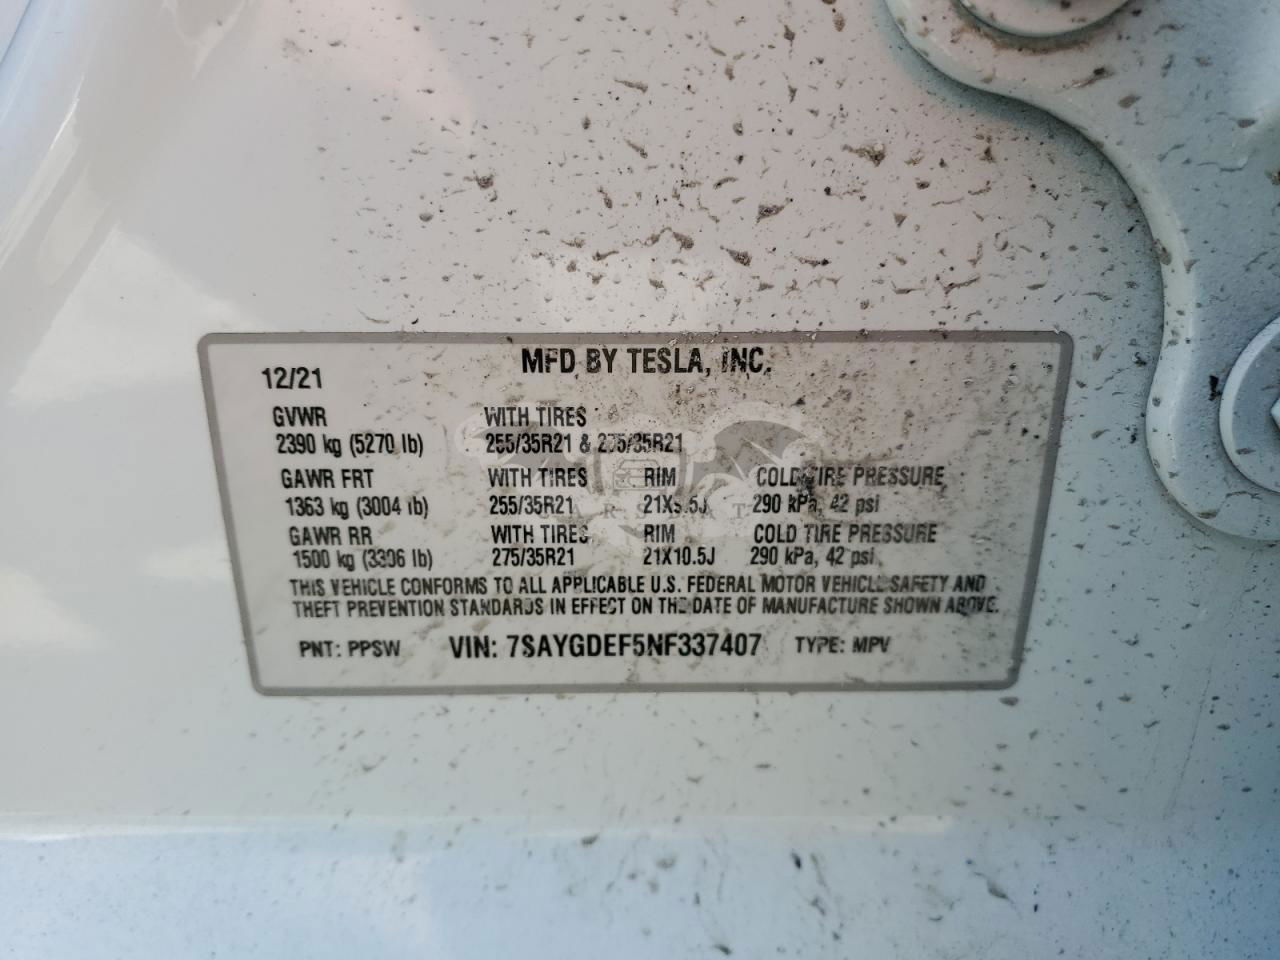 MFD BY TESLA, INC.
12/21
GVWR WITH TIRES
2390 kg (5270 lb) 255/35R21 & 275/35R21
GAWR FRT WITH TIRES RIM COLD TIRE PRESSURE
1363 kg (3004 lb) 255/35R21 21X9.5J 290 kPa, 42 psi
GAWR RR WITH TIRES RIM COLD TIRE PRESSURE
1500 kg (3306 lb) 275/35R21 21X10.5J 290 kPa, 42 psi
THIS VEHICLE CONFORMS TO ALL APPLICABLE U.S. FEDERAL MOTOR VEHICLE SAFETY AND
THEFT PREVENTION STANDARDS IN EFFECT ON THE DATE OF MANUFACTURE SHOWN ABOVE.
PNT: PPSW VIN: 7SAYGDEF5NF337407 TYPE: MPV